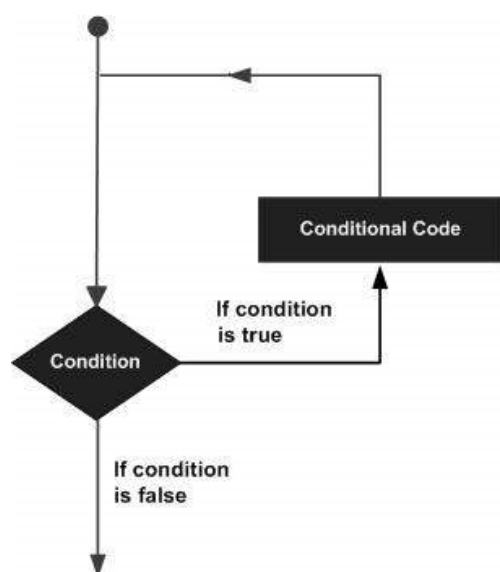 Conditional Code
If condition
is true
Condition
If condition
is false